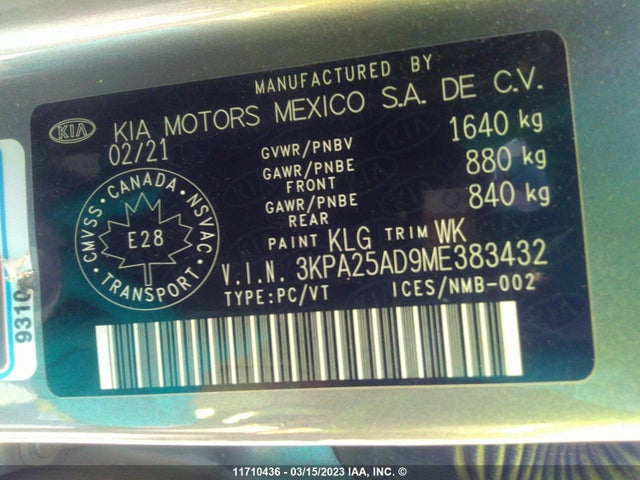 MANUFACTURED BY
KIA KIA MOTORS MEXICO S.A. DE C.V.
02/21
GVWR/PNBV 1640 kg
GAWR/PNBE FRONT 880 kg
GAWR/PNBE REAR 840 kg
PAINT KLG TRIM WK
V.I.N. 3KPA25AD9ME383432
TYPE:PC/VT ICES/NMB-002
CMVSS • CANADA • NSVAC • TRANSPORT •
E28
9310
11710436 - 03/15/2023 IAA, INC. ©